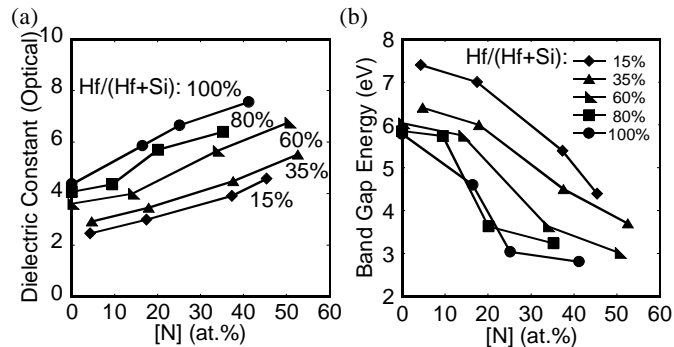 (a)
10
8
6
4
2
0
Dielectric Constant (Optical)
Hf/(Hf+Si): 100%
80%
60%
35%
15%
0 10 20 30 40 50 60
[N] (at.%)
(b)
8
7
6
5
4
3
2
Band Gap Energy (eV)
Hf/(Hf+Si):
15%
35%
60%
80%
100%
0 10 20 30 40 50 60
[N] (at.%)